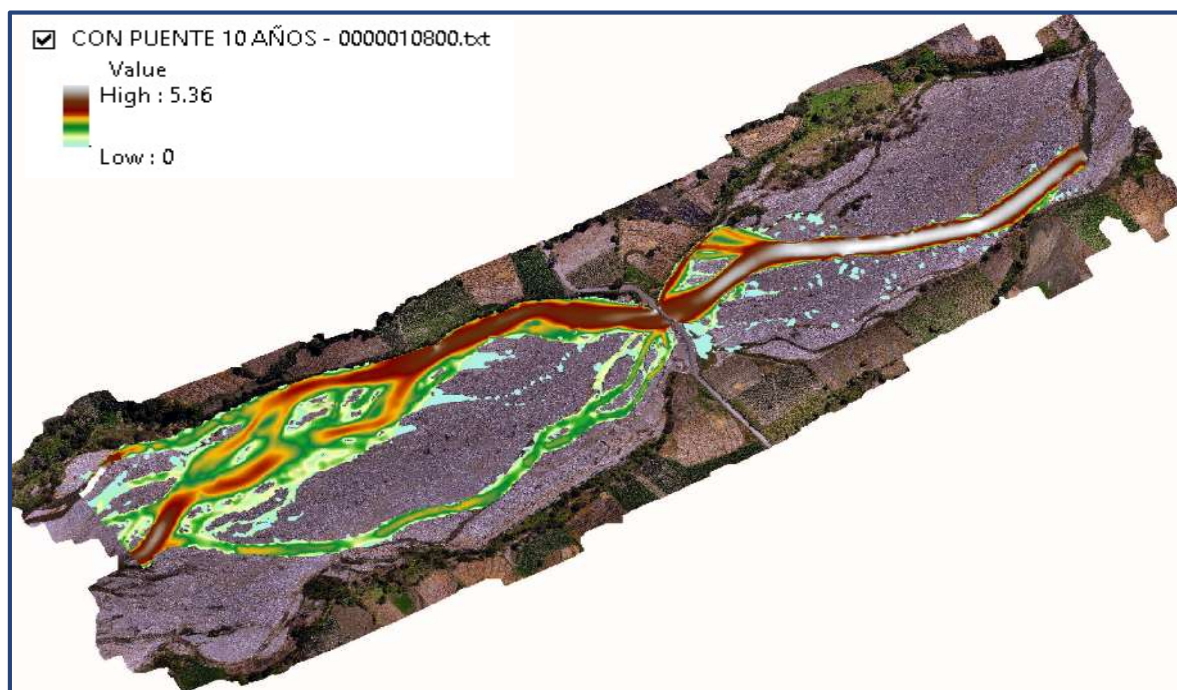 CON PUENTE 10 AÑOS - 0000010800.txt
Value
High : 5.36
Low : 0